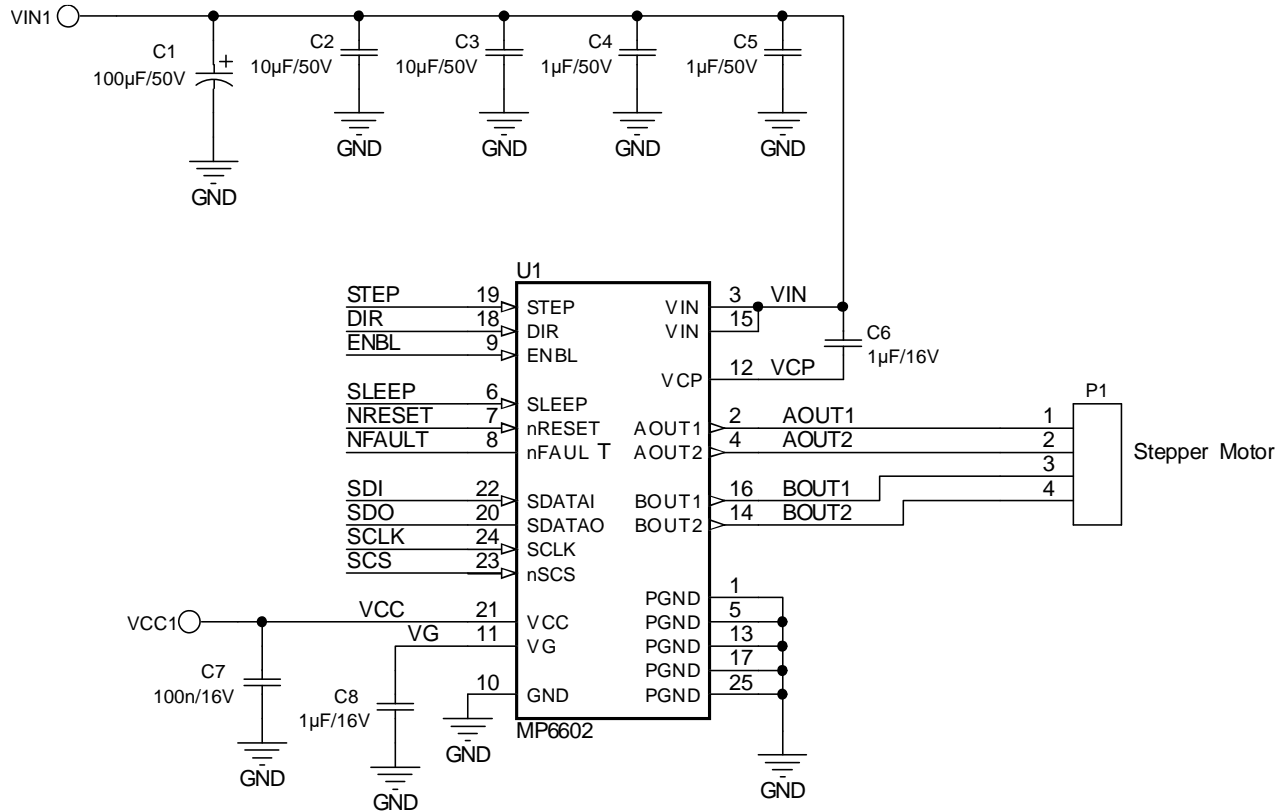 VIN1
C1
100µF/50V
+
GND
C2
10µF/50V
GND
C3
10µF/50V
GND
C4
1µF/50V
GND
C5
1µF/50V
GND
U1
STEP 19 STEP
DIR 18 DIR
ENBL 9 ENBL
SLEEP 6 SLEEP
NRESET 7 nRESET
NFAULT 8 nFAUL T
SDI 22 SDATAI
SDO 20 SDATAO
SCLK 24 SCLK
SCS 23 nSCS
VCC1 VCC 21 VCC
VG 11 VG
10 GND
GND
C7
100n/16V
GND
C8
1µF/16V
GND
MP6602
VIN 3 VIN
VIN 15
C6
1µF/16V
VCP 12 VCP
AOUT1 2 AOUT1 1
AOUT2 4 AOUT2 2
BOUT1 16 BOUT1 3
BOUT2 14 BOUT2 4
P1
Stepper Motor
PGND 1
PGND 5
PGND 13
PGND 17
PGND 25
GND